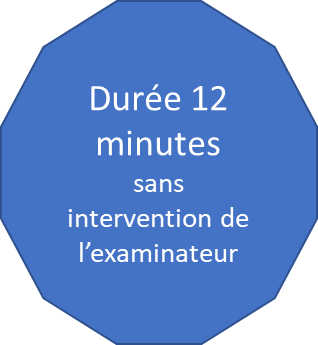 Durée 12
minutes
sans
intervention de
l’examinateur